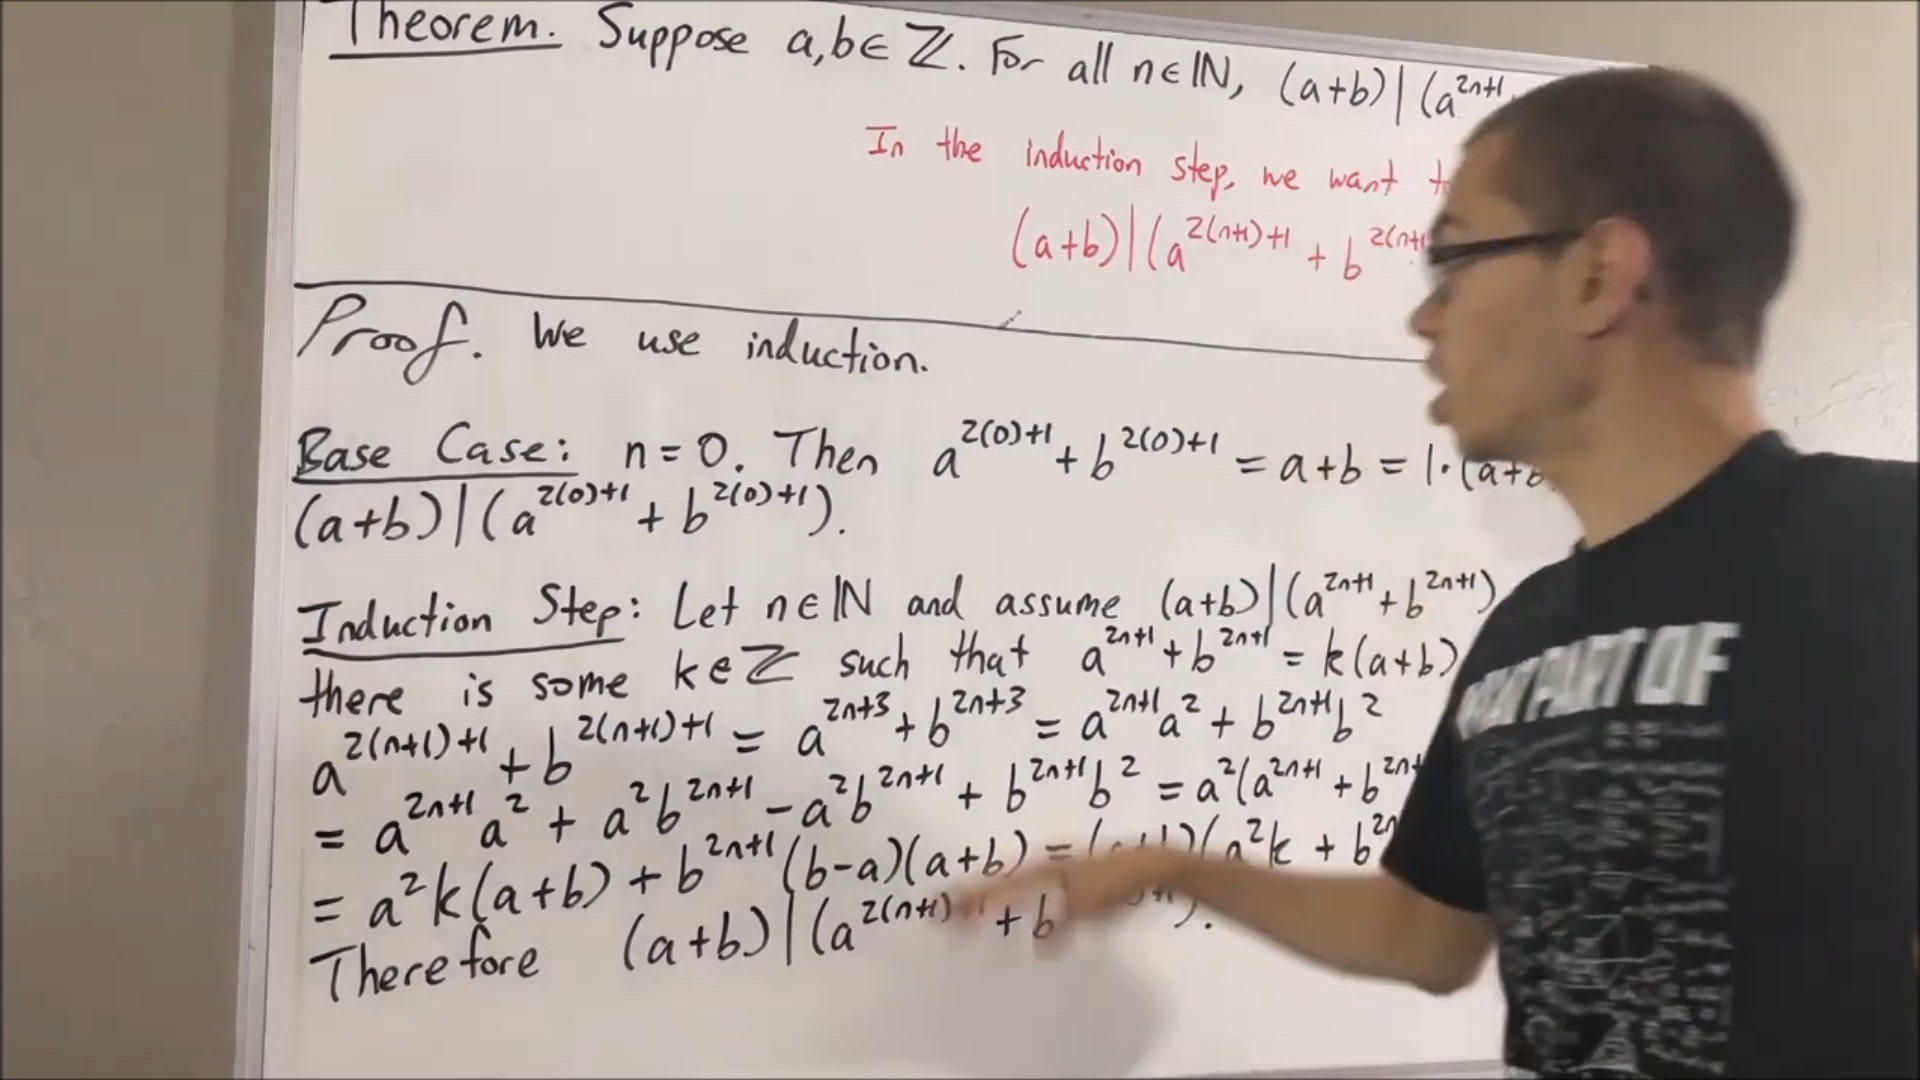 Theorem. Suppose a,b∈ℤ. For all n∈ℕ, (a+b)|(a^{2n+1}
In the induction step, we want
(a+b)|(a^{2(n+1)+1} + b^{2(n+1
Proof. We use induction.
Base Case: n=0. Then a^{2(0)+1} + b^{2(0)+1} = a+b = 1·(a+b
(a+b)|(a^{2(0)+1} + b^{2(0)+1}).
Induction Step: Let n∈ℕ and assume (a+b)|(a^{2n+1} + b^{2n+1})
there is some k∈ℤ such that a^{2n+1} + b^{2n+1} = k(a+b)
a^{2(n+1)+1} + b^{2(n+1)+1} = a^{2n+3} + b^{2n+3} = a^{2n+1}a^2 + b^{2n+1}b^2
= a^{2n+1}a^2 + a^2b^{2n+1} - a^2b^{2n+1} + b^{2n+1}b^2 = a^2(a^{2n+1} + b^{2n+
= a^2k(a+b) + b^{2n+1}(b-a)(a+b) = (a^2k + b^{2n
Therefore (a+b)|(a^{2(n+1) + b ).
PART OF